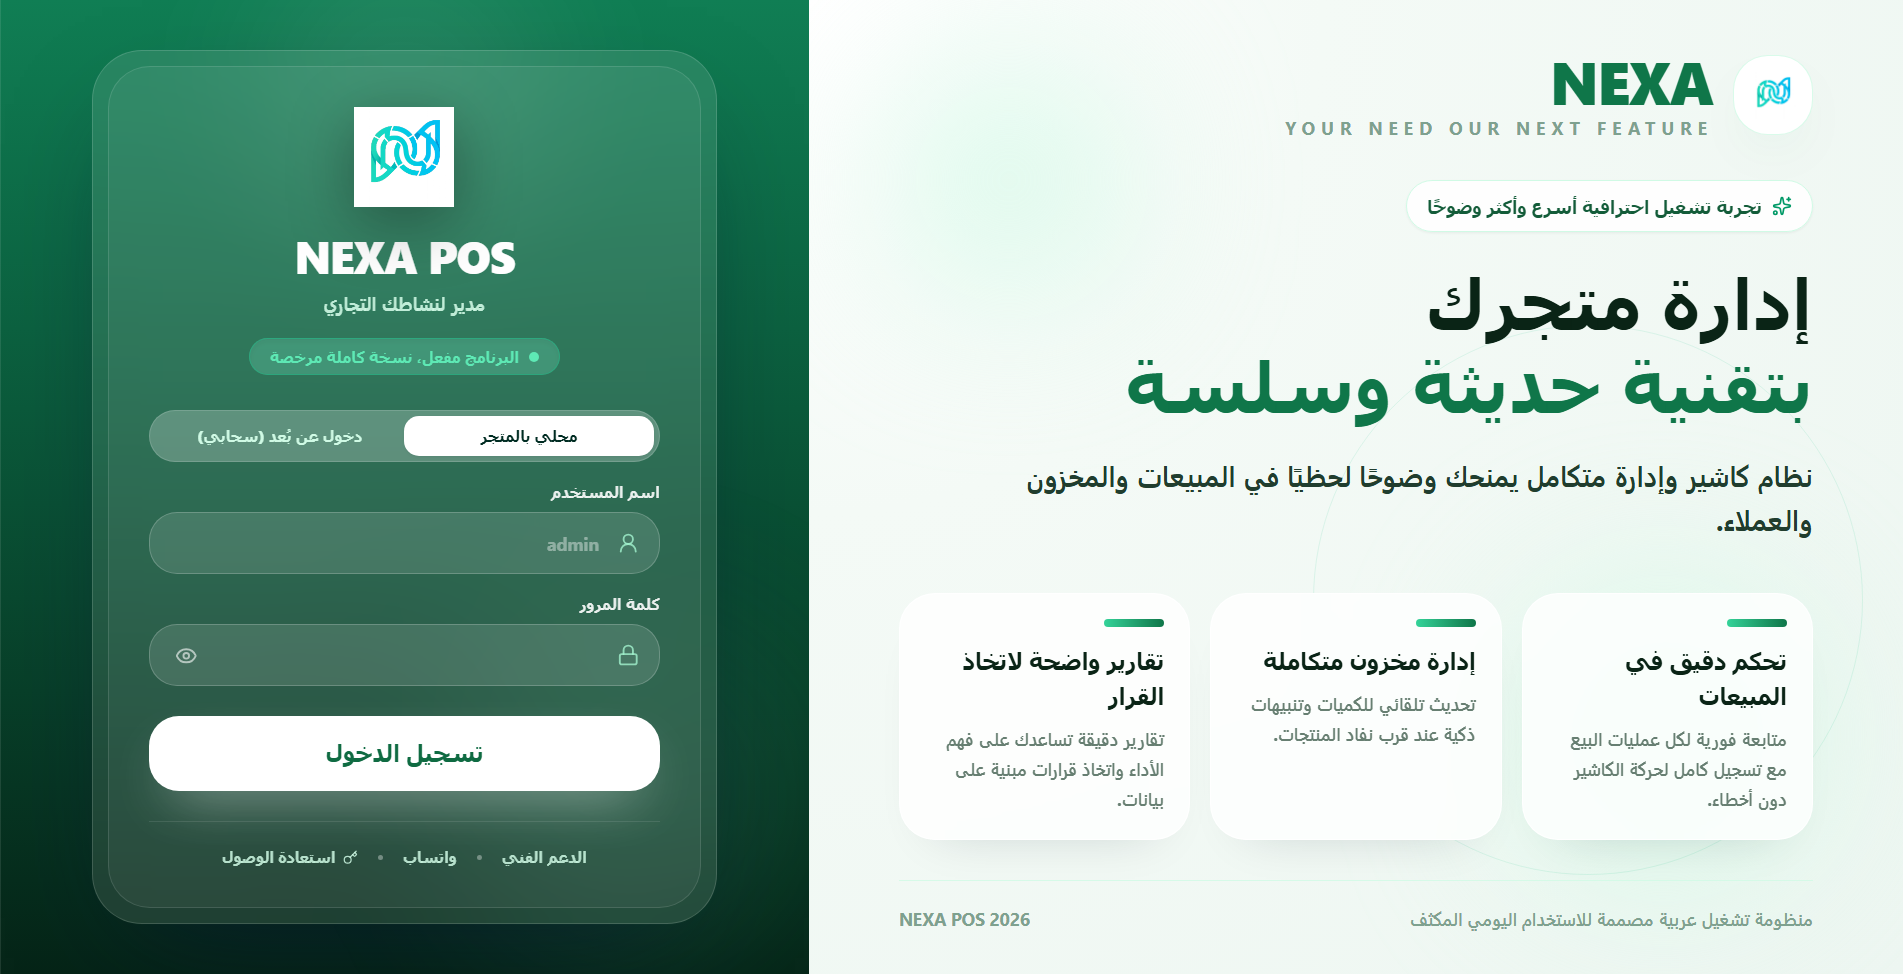 NEXA
YOUR NEED OUR NEXT FEATURE
تجربة تشغيل احترافية أسرع وأكثر وضوحًا
إدارة متجرك
بتقنية حديثة وسلسة
نظام كاشير وإدارة متكامل يمنحك وضوحًا لحظيًا في المبيعات والمخزون
والعملاء.
تحكم دقيق في
المبيعات
متابعة فورية لكل عمليات البيع
مع تسجيل كامل لحركة الكاشير
دون أخطاء.
إدارة مخزون متكاملة
تحديث تلقائي للكميات وتنبيهات
ذكية عند قرب نفاد المنتجات.
تقارير واضحة لاتخاذ
القرار
تقارير دقيقة تساعدك على فهم
الأداء واتخاذ قرارات مبنية على
بيانات.
منظومة تشغيل عربية مصممة للاستخدام اليومي المكثف
NEXA POS 2026
NEXA POS
مدير لنشاطك التجاري
البرنامج مفعل، نسخة كاملة مرخصة
محلي بالمتجر
دخول عن بُعد (سحابي)
اسم المستخدم
admin
كلمة المرور
تسجيل الدخول
الدعم الفني • واتساب • استعادة الوصول